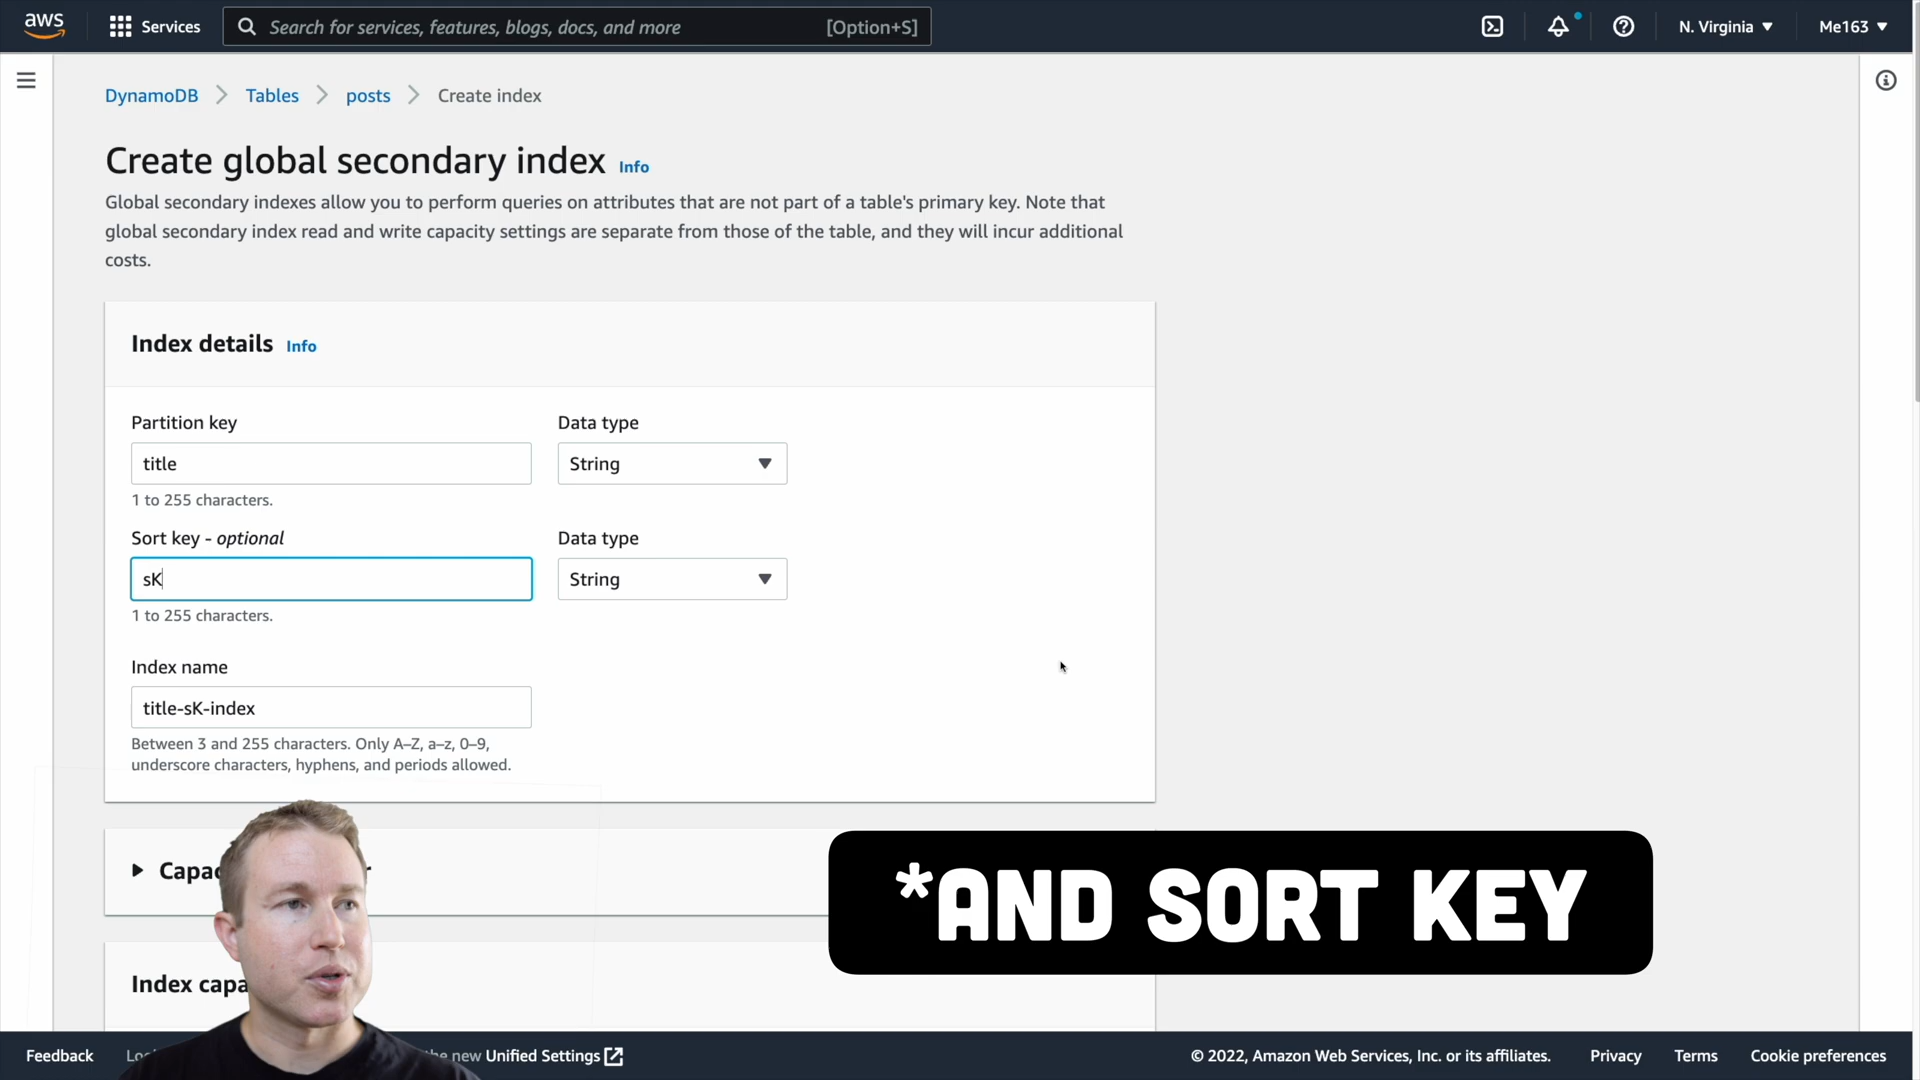 aws
Services
Search for services, features, blogs, docs, and more
[Option+S]
N. Virginia
Me163
DynamoDB
Tables
posts
Create index
Create global secondary index
Info
Global secondary indexes allow you to perform queries on attributes that are not part of a table's primary key. Note that
global secondary index read and write capacity settings are separate from those of the table, and they will incur additional
costs.
Index details
Info
Partition key
Data type
title
String
1 to 255 characters.
Sort key - optional
Data type
sK
String
1 to 255 characters.
Index name
title-sK-index
Between 3 and 255 characters. Only A–Z, a–z, 0–9,
underscore characters, hyphens, and periods allowed.
*AND SORT KEY
Index
Feedback
new Unified Settings
© 2022, Amazon Web Services, Inc. or its affiliates.
Privacy
Terms
Cookie preferences